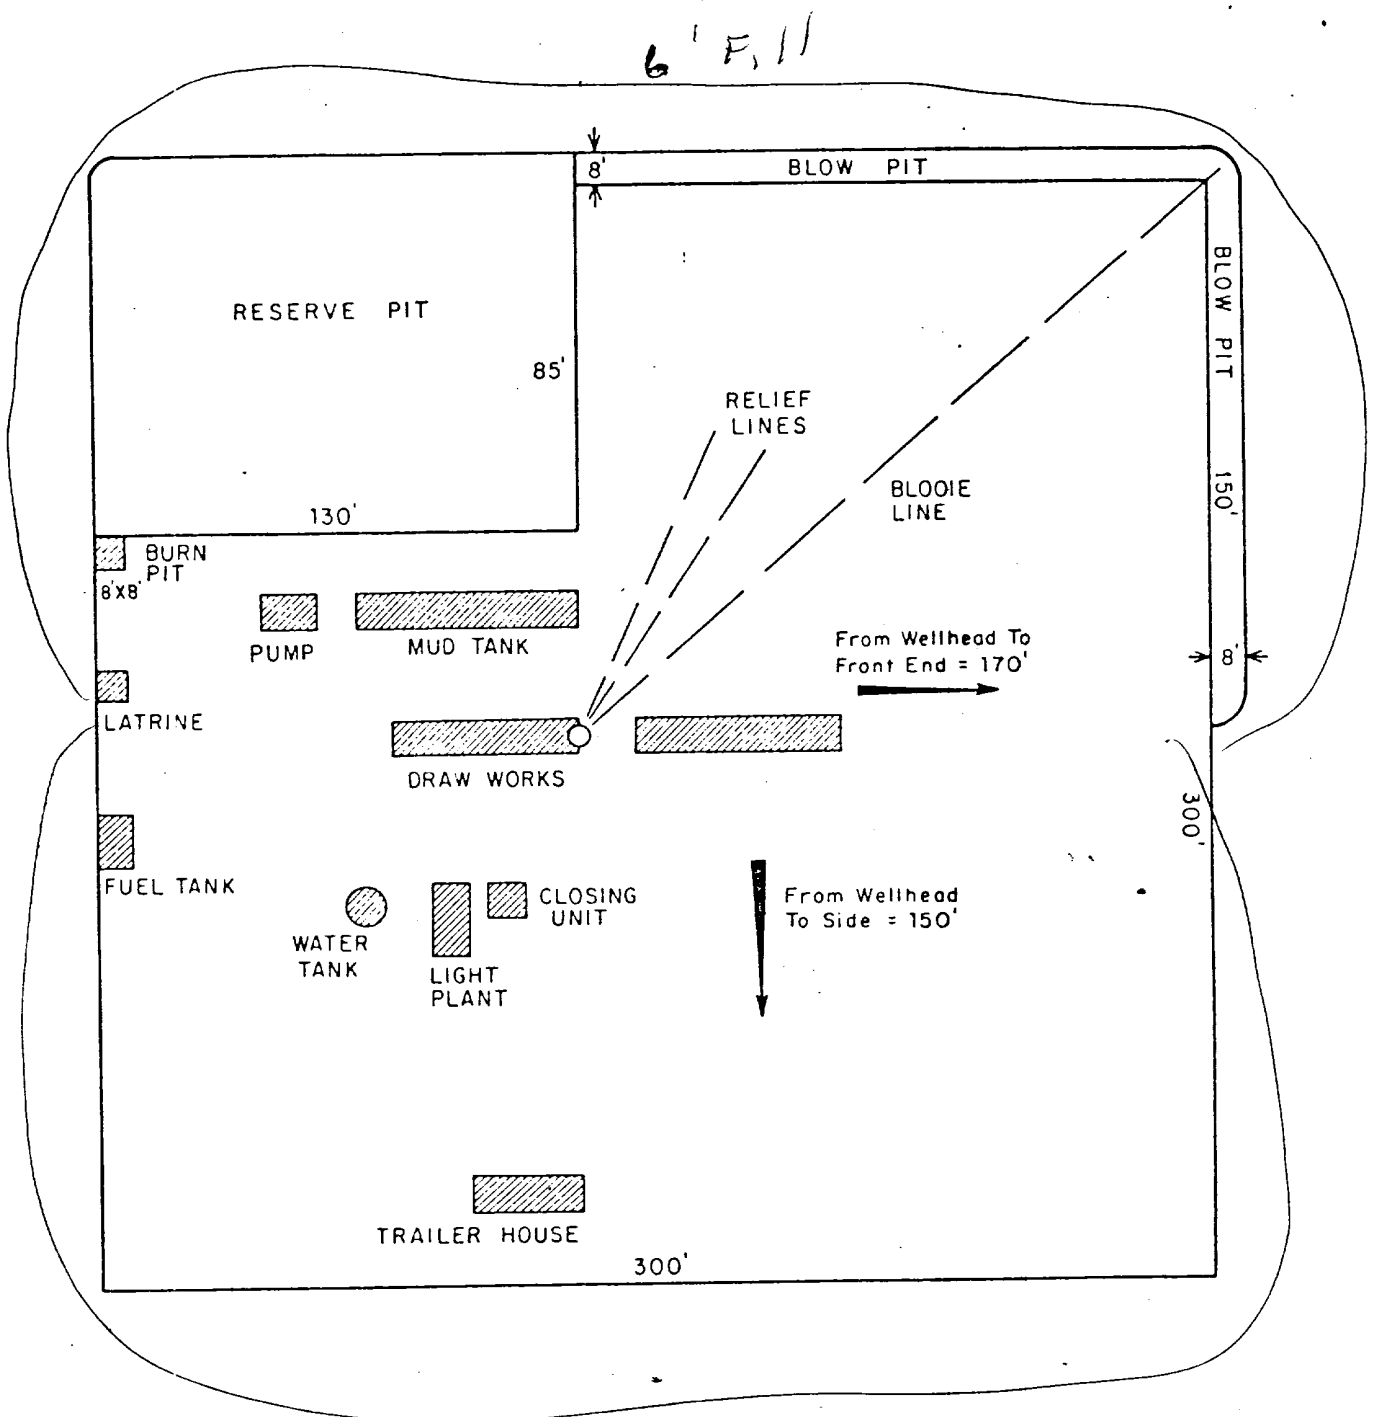 6' Fill
8'
BLOW PIT
BLOW PIT
RESERVE PIT
85'
RELIEF
LINES
BLOOIE
LINE
150'
130'
BURN
PIT
8'X8'
PUMP
MUD TANK
From Wellhead To
Front End = 170'
8'
LATRINE
DRAW WORKS
300'
FUEL TANK
CLOSING
UNIT
From Wellhead
To Side = 150'
WATER
TANK
LIGHT
PLANT
TRAILER HOUSE
300'